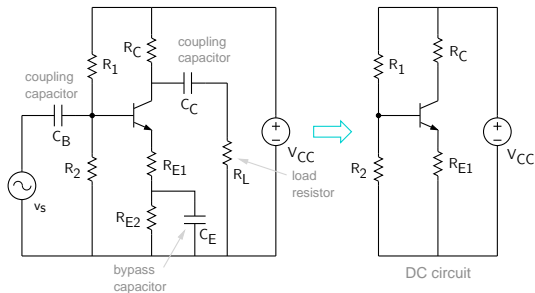 coupling
capacitor
R1
RC
coupling
capacitor
CC
CB
R2
vs
RE1
RE2
CE
bypass
capacitor
RL
load
resistor
VCC
R1
RC
R2
RE1
VCC
DC circuit